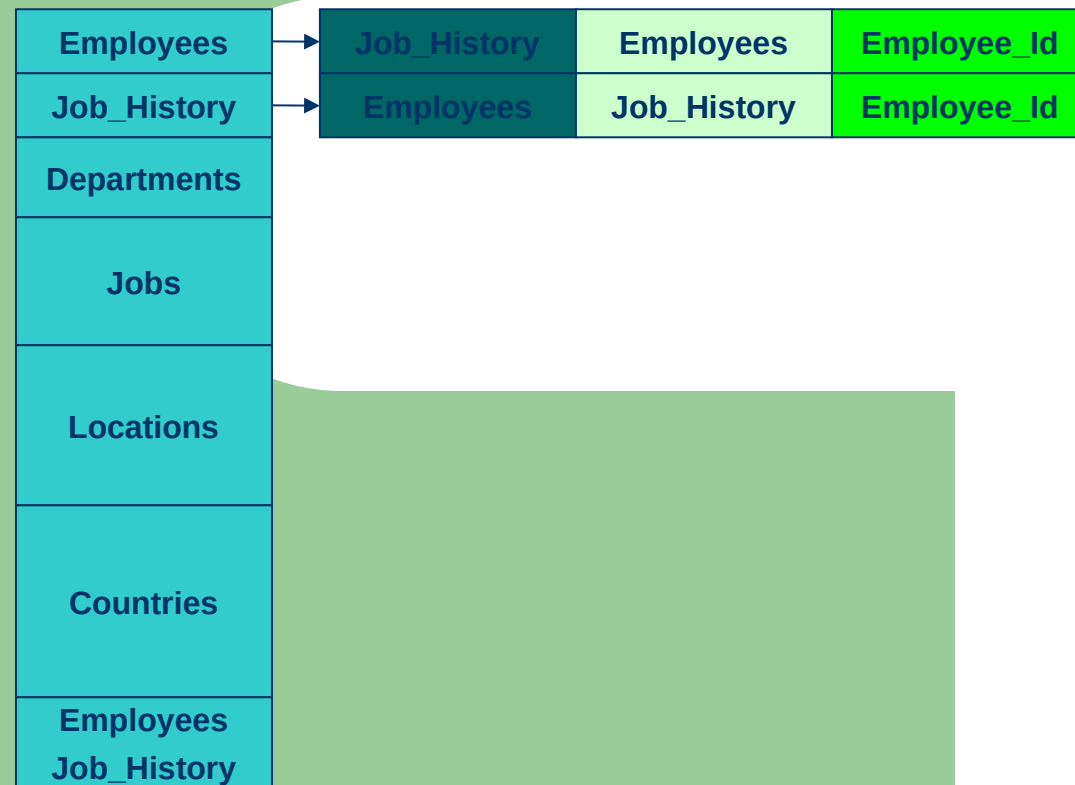 Employees Job_History Employees Employee_Id
Job_History Employees Job_History Employee_Id
Departments
Jobs
Locations
Countries
Employees
Job_History